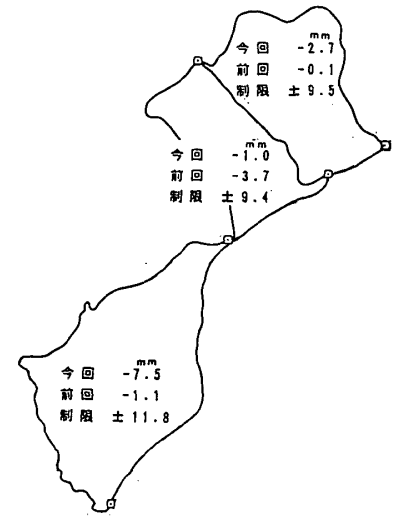 mm
今回 -2.7
前回 -0.1
制限 ±9.5
mm
今回 -1.0
前回 -3.7
制限 ±9.4
mm
今回 -7.5
前回 -1.1
制限 ±11.8